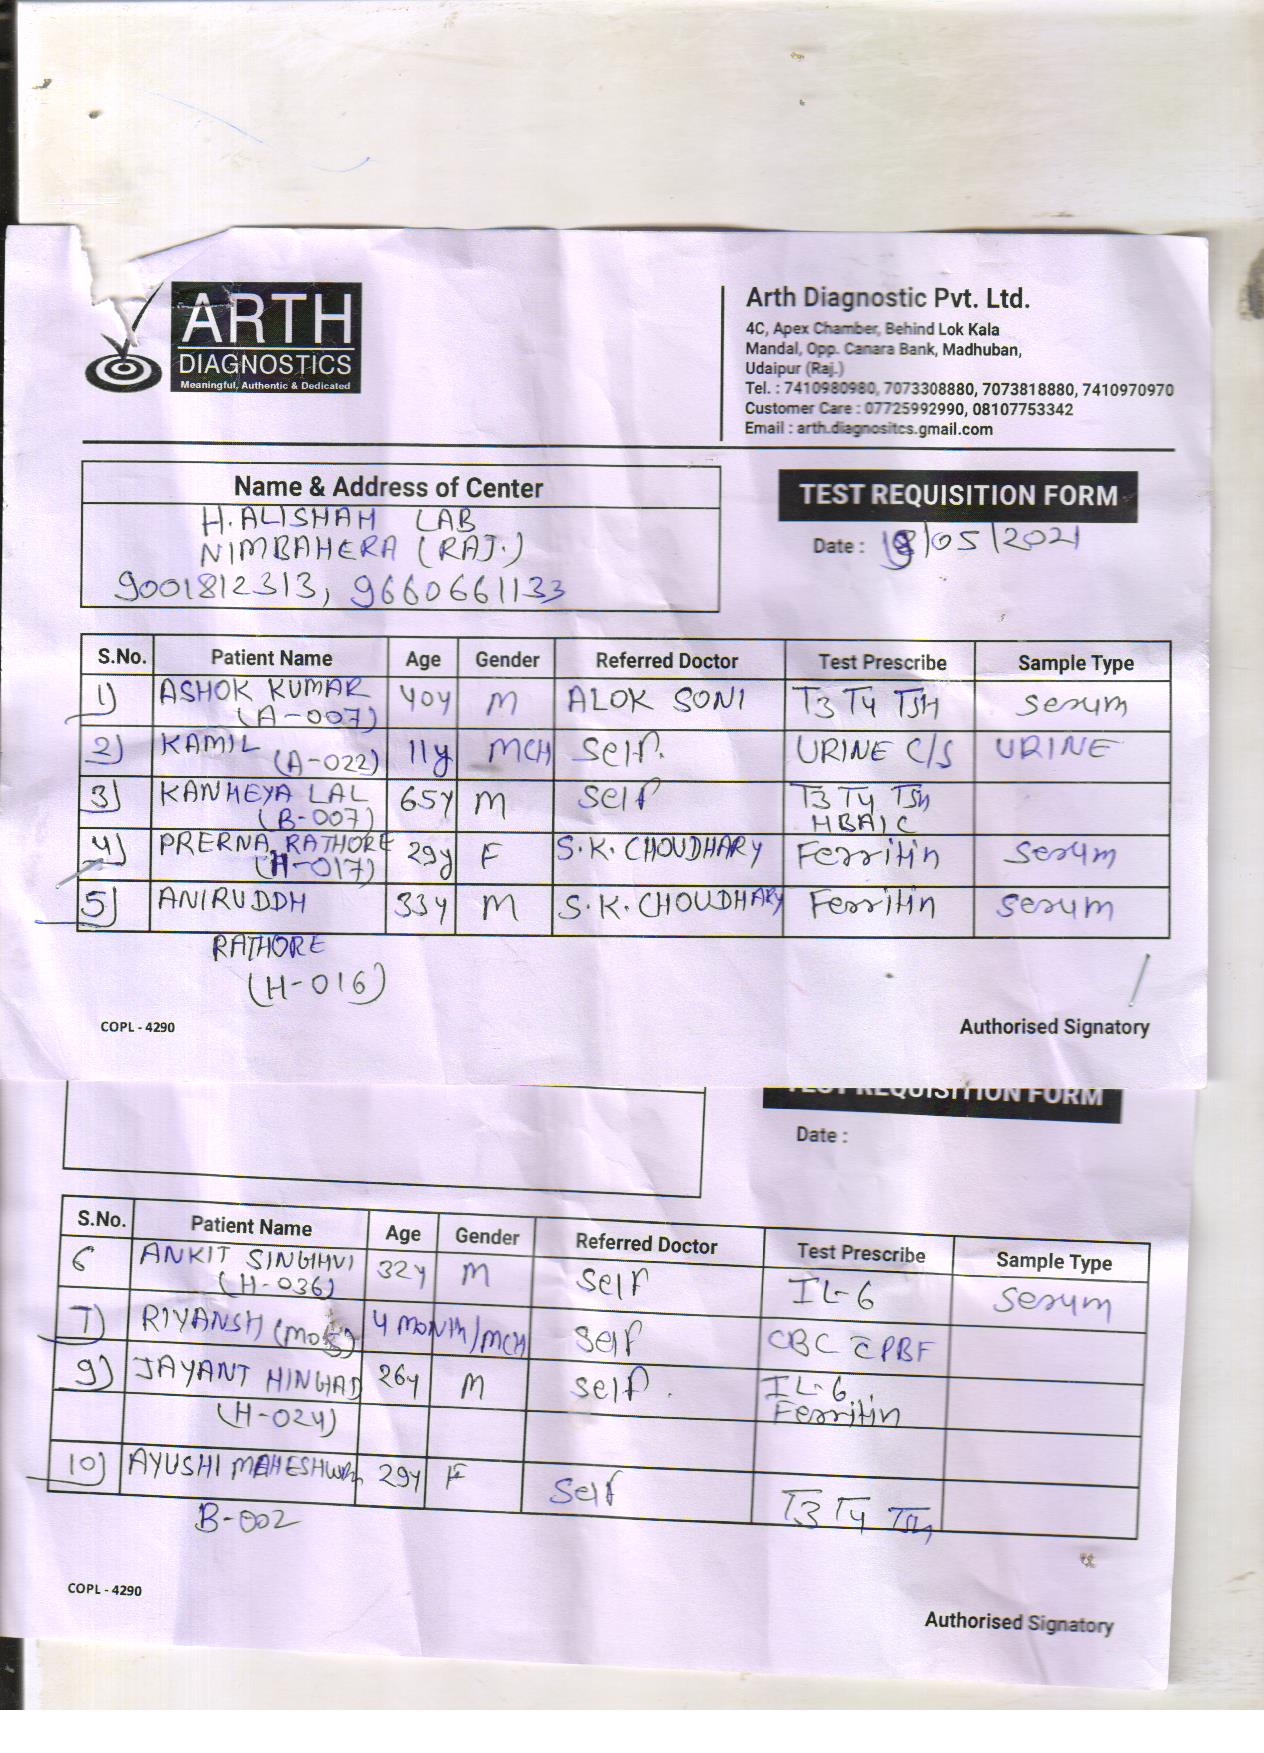 ARTH
DIAGNOSTICS
Meaningful, Authentic & Dedicated
Arth Diagnostic Pvt. Ltd.
4C, Apex Chamber, Behind Lok Kala
Mandal, Opp. Canara Bank, Madhuban,
Udaipur (Raj.)
Tel. : 7410980980, 7073308880, 7073818880, 7410970970
Customer Care : 07725992990, 08107753342
Email : arth.diagnositcs.gmail.com
Name & Address of Center
H.ALISHAH LAB
NIMBAHERA (RAJ.)
9001812313, 9660661133
TEST REQUISITION FORM
Date : 18/05/2021
S.No. Patient Name Age Gender Referred Doctor Test Prescribe Sample Type
1) ASHOK KUMAR 40y M ALOK SONI T3 T4 TSH Serum
(A-007)
2) KAMIL (A-022) 11y MCH Self. URINE C/S URINE
3) KANHEYA LAL 65y M Self T3 T4 TSH
(B-007) HBA1C
4) PRERNA RATHORE 29y F S.K. CHOUDHARY Ferritin Serum
(H-017)
5) ANIRUDDH 33y M S.K. CHOUDHARY Ferritin Serum
RATHORE
(H-016)
COPL - 4290 Authorised Signatory
TEST REQUISITION FORM
Date :
S.No. Patient Name Age Gender Referred Doctor Test Prescribe Sample Type
6 ANKIT SINGHVI 32y M Self IL-6 Serum
(H-036)
7) RIYANSH 4 MONTH/MCH Self CBC c̄ PBF
9) JAYANT HINGHAD 26y M Self. IL-6,
(H-024) Ferritin
10) AYUSHI MAHESHWARI 29y F Self T3 T4 TSH
B-002
COPL - 4290
Authorised Signatory